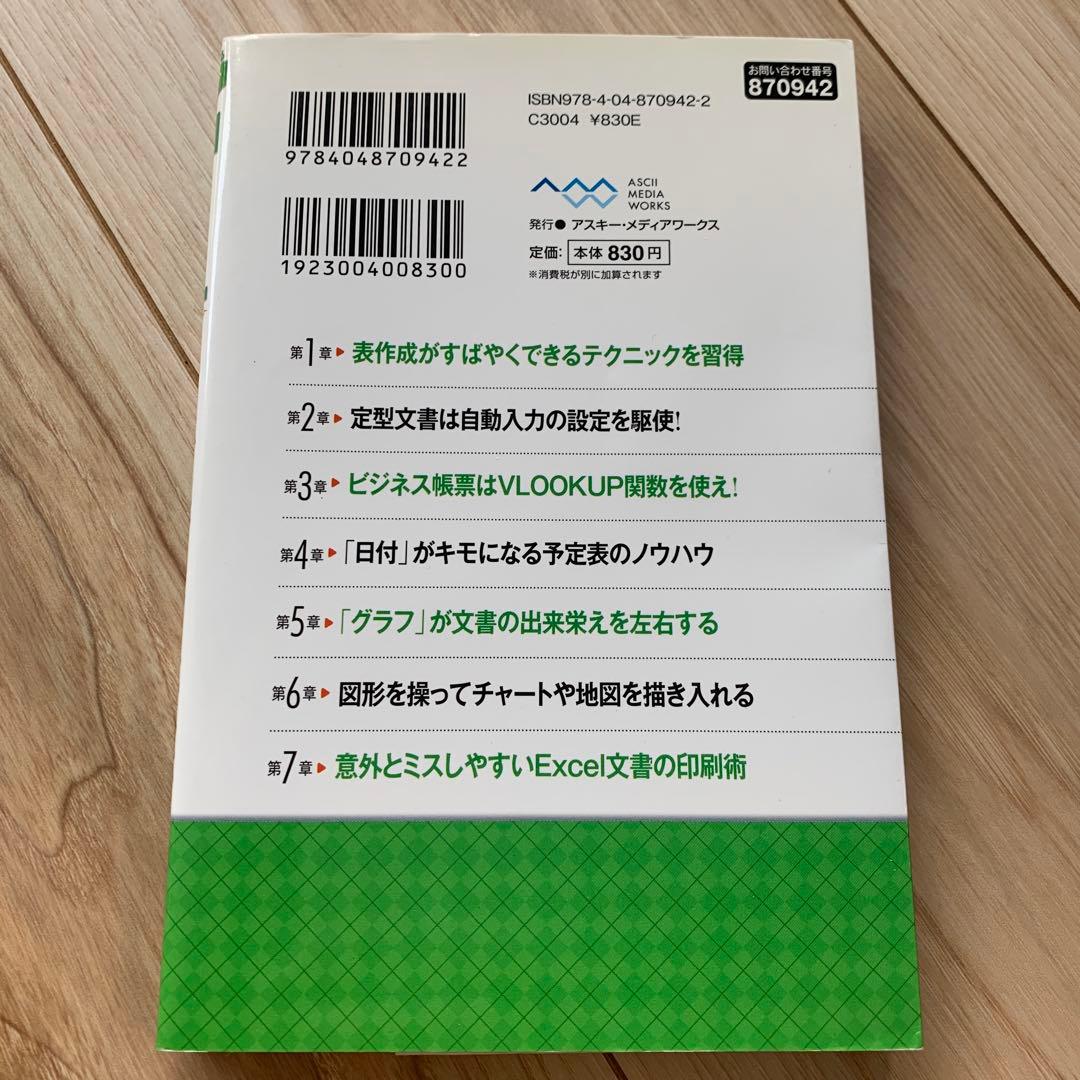 お問い合わせ番号
870942
ISBN978-4-04-870942-2
C3004 ¥830E
9784048709422
ASCII
MEDIA
WORKS
発行● アスキー・メディアワークス
定価: 本体 830円
※消費税が別に加算されます
1923004008300
第1章▶ 表作成がすばやくできるテクニックを習得
第2章▶ 定型文書は自動入力の設定を駆使!
第3章▶ ビジネス帳票はVLOOKUP関数を使え!
第4章▶ 「日付」がキモになる予定表のノウハウ
第5章▶ 「グラフ」が文書の出来栄えを左右する
第6章▶ 図形を操ってチャートや地図を描き入れる
第7章▶ 意外とミスしやすいExcel文書の印刷術